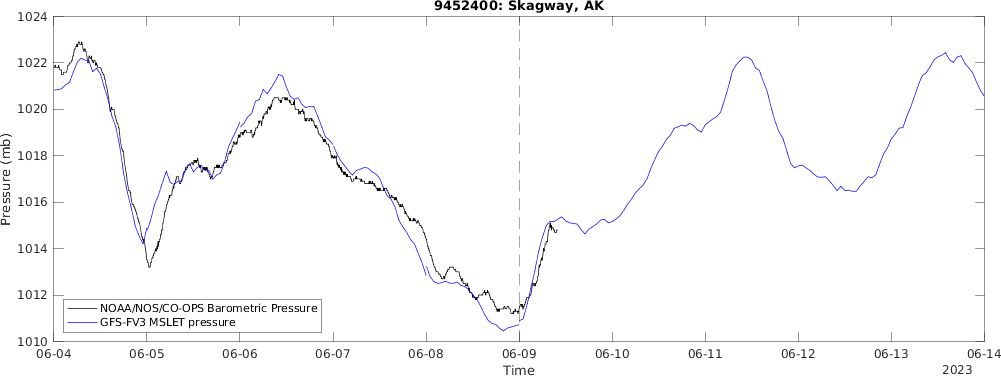 9452400: Skagway, AK
Pressure (mb)
1024
1022
1020
1018
1016
1014
1012
1010
NOAA/NOS/CO-OPS Barometric Pressure
GFS-FV3 MSLET pressure
06-04 06-05 06-06 06-07 06-08 06-09 06-10 06-11 06-12 06-13 06-14
Time
2023